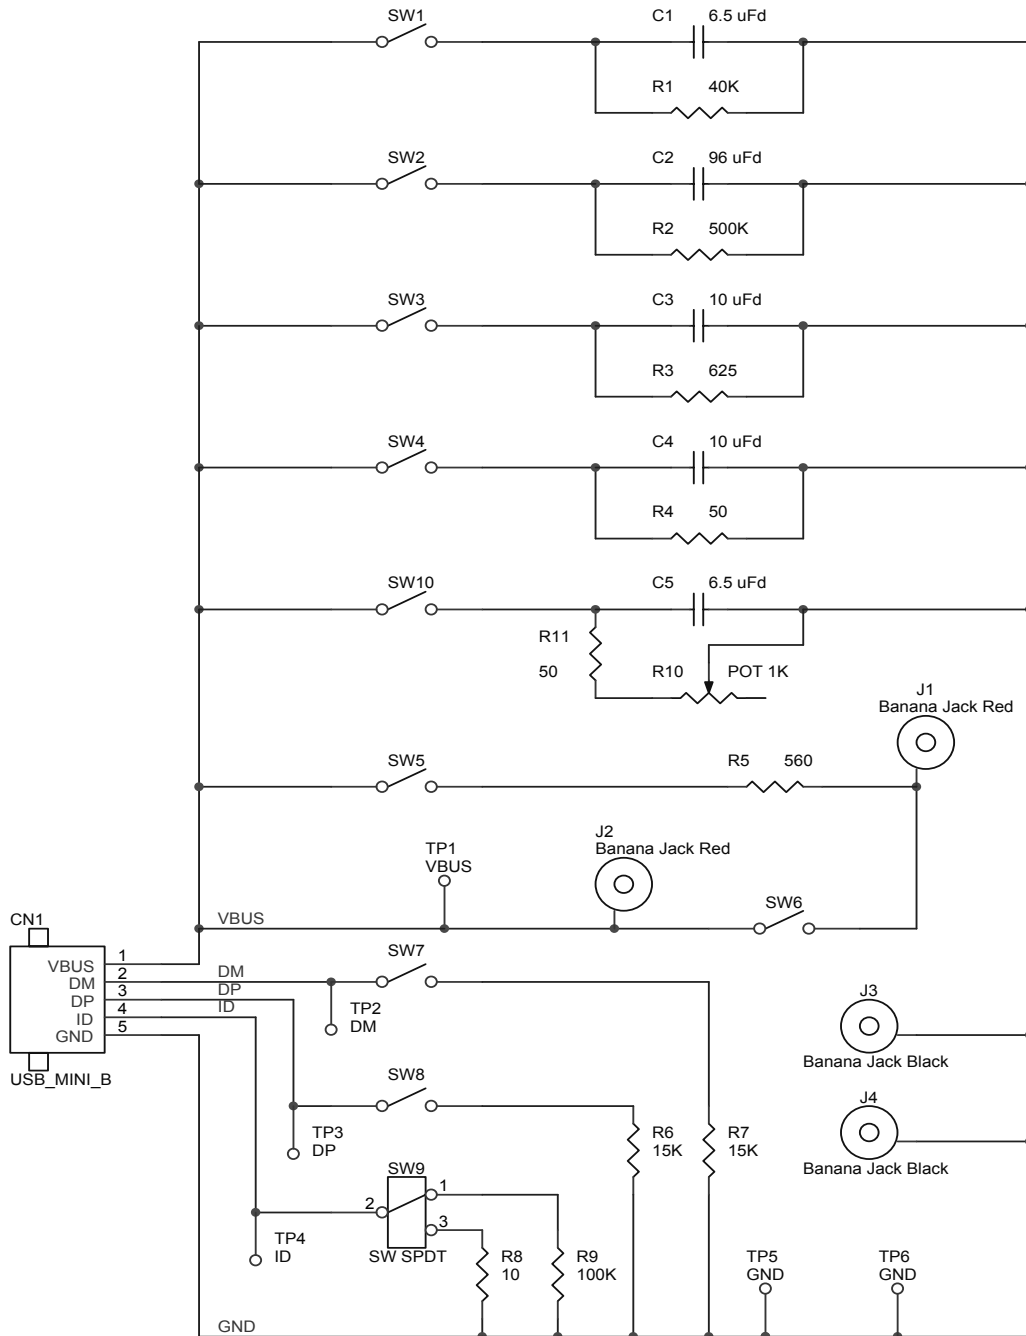 SW1
C1 6.5 uFd
R1 40K
SW2
C2 96 uFd
R2 500K
SW3
C3 10 uFd
R3 625
SW4
C4 10 uFd
R4 50
SW10
C5 6.5 uFd
R11
50
R10 POT 1K
J1
Banana Jack Red
SW5
R5 560
J2
Banana Jack Red
TP1
VBUS
SW6
CN1
VBUS
1
VBUS
2
DM
DM
3
DP
DP
4
ID
ID
5
GND
USB_MINI_B
SW7
TP2
DM
J3
Banana Jack Black
SW8
TP3
DP
R6
15K
R7
15K
J4
Banana Jack Black
SW9
1
2
3
SW SPDT
TP4
ID
R8
10
R9
100K
TP5
GND
TP6
GND
GND